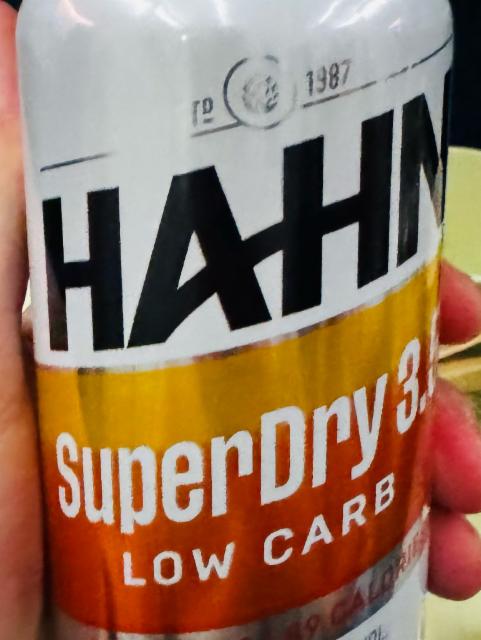 TD 1987
HAHN
SuperDry 3.
LOW CARB